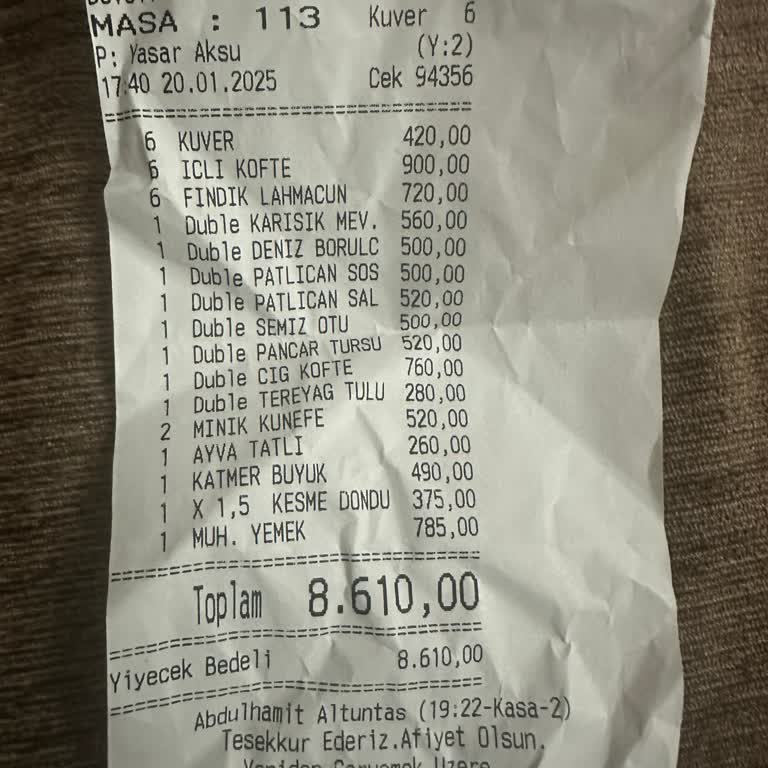 MASA : 113 Kuver 6
P: Yasar Aksu (Y:2)
17:40 20.01.2025 Cek 94356
6 KUVER 420,00
6 ICLI KOFTE 900,00
6 FINDIK LAHMACUN 720,00
1 Duble KARISIK MEV. 560,00
1 Duble DENIZ BORULC 500,00
1 Duble PATLICAN SOS 500,00
1 Duble PATLICAN SAL 520,00
1 Duble SEMIZ OTU 500,00
1 Duble PANCAR TURSU 520,00
1 Duble CIG KOFTE 760,00
1 Duble TEREYAG TULU 280,00
2 MINIK KUNEFE 520,00
1 AYVA TATLI 260,00
1 KATMER BUYUK 490,00
1 X 1,5 KESME DONDU 375,00
1 MUH. YEMEK 785,00
Toplam 8.610,00
Yiyecek Bedeli 8.610,00
Abdulhamit Altuntas (19:22-Kasa-2)
Tesekkur Ederiz.Afiyet Olsun.